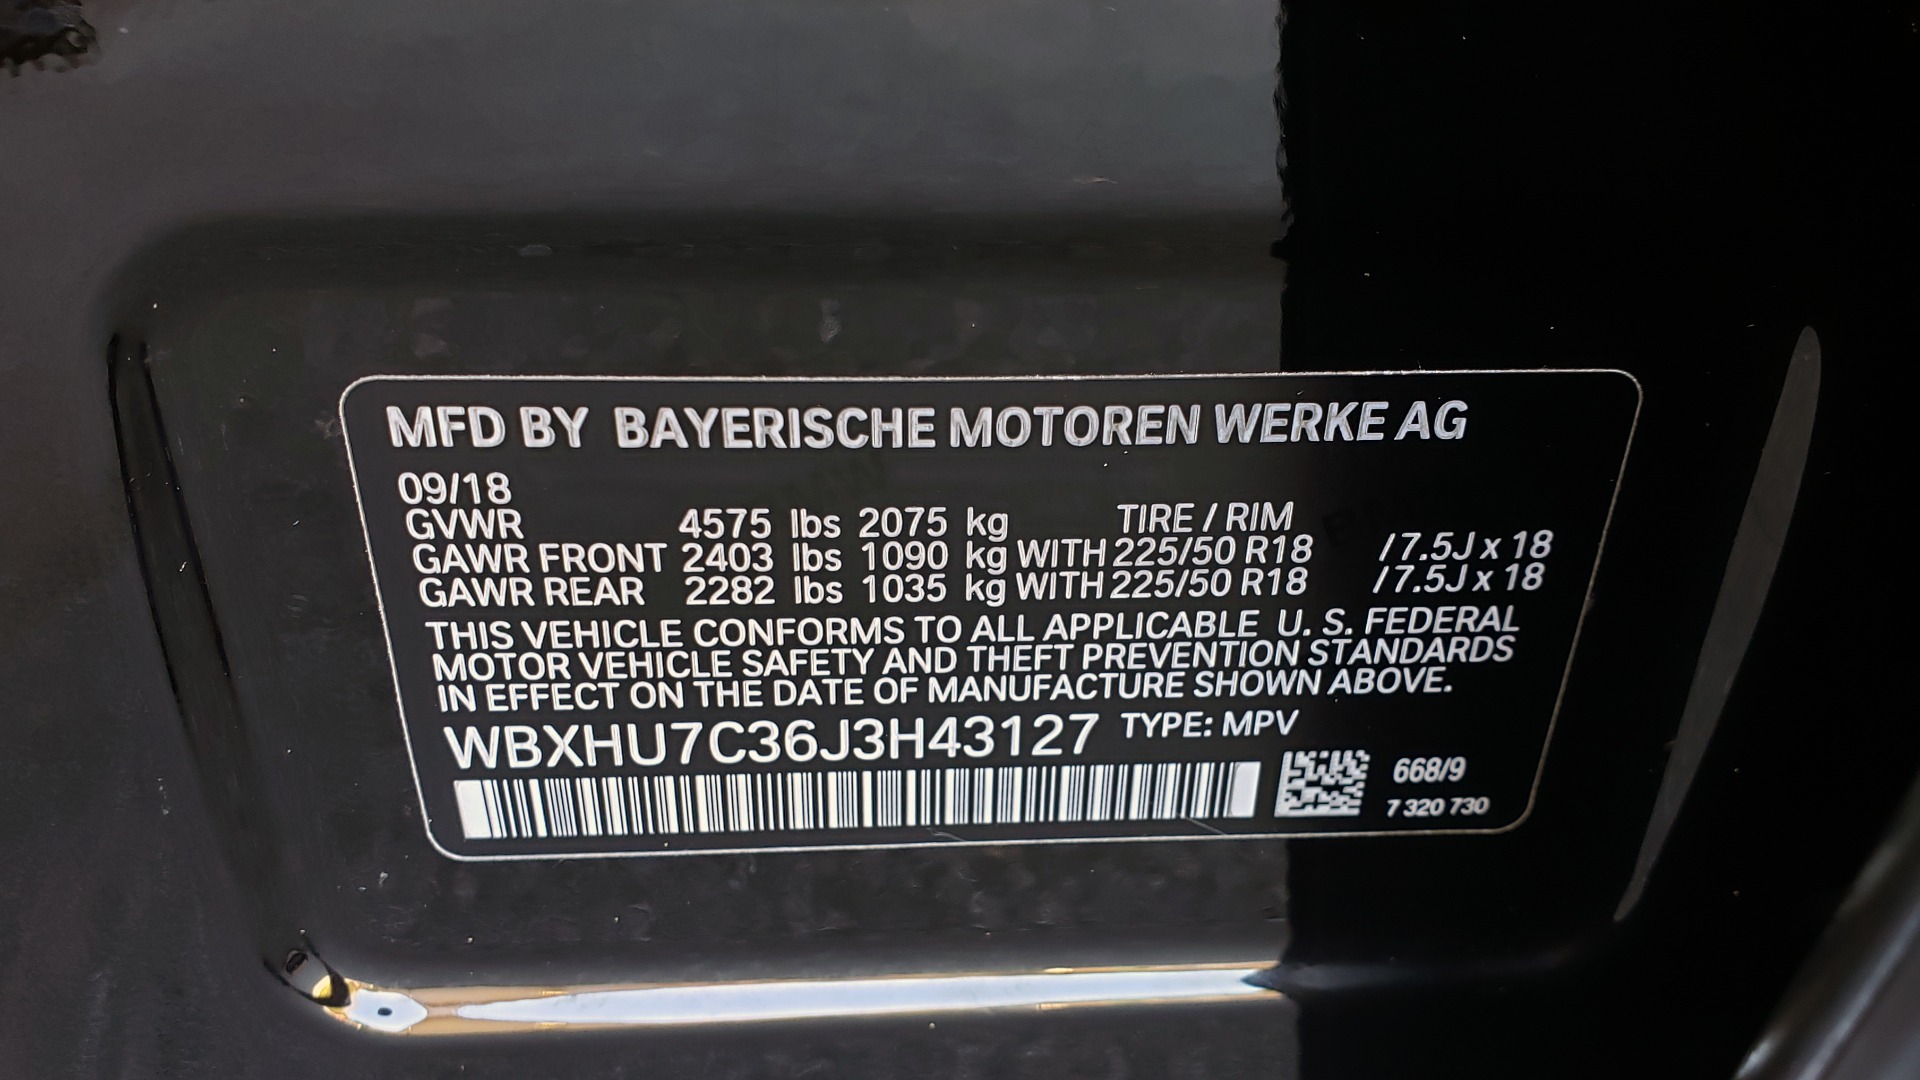 MFD BY BAYERISCHE MOTOREN WERKE AG
09/18
GVWR 4575 lbs 2075 kg TIRE / RIM
GAWR FRONT 2403 lbs 1090 kg WITH 225/50 R18 / 7.5J x 18
GAWR REAR 2282 lbs 1035 kg WITH 225/50 R18 / 7.5J x 18
THIS VEHICLE CONFORMS TO ALL APPLICABLE U. S. FEDERAL
MOTOR VEHICLE SAFETY AND THEFT PREVENTION STANDARDS
IN EFFECT ON THE DATE OF MANUFACTURE SHOWN ABOVE.
WBXHU7C36J3H43127 TYPE: MPV
668/9
7 320 730